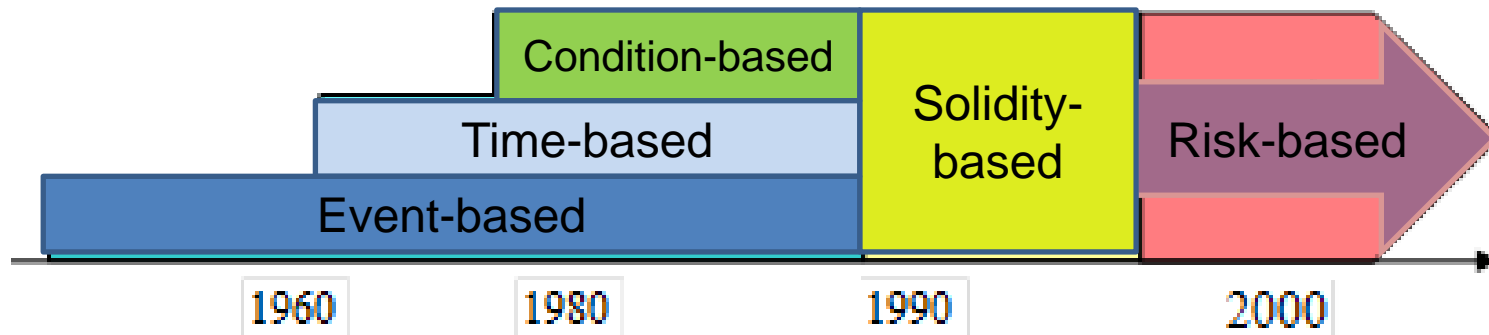 Condition-based
Time-based
Event-based
Solidity-
based
Risk-based
1960
1980
1990
2000